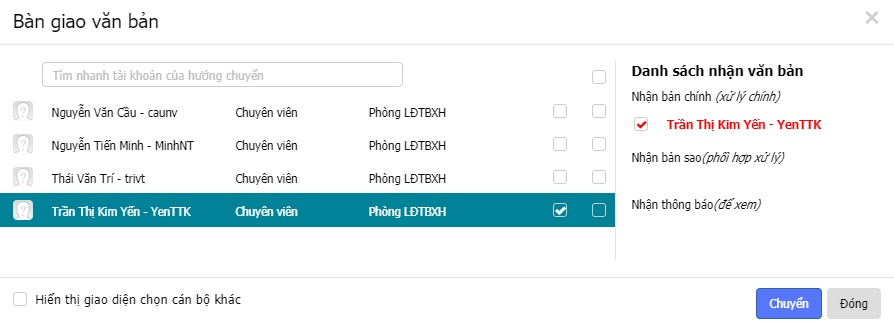 Bàn giao văn bản
Tìm nhanh tài khoản của hướng chuyển
Nguyễn Văn Cầu - caunv Chuyên viên Phòng LĐTBXH
Nguyễn Tiến Minh - MinhNT Chuyên viên Phòng LĐTBXH
Thái Văn Trí - trivt Chuyên viên Phòng LĐTBXH
Trần Thị Kim Yến - YenTTK Chuyên viên Phòng LĐTBXH
Danh sách nhận văn bản
Nhận bản chính (xử lý chính)
Trần Thị Kim Yến - YenTTK
Nhận bản sao(phối hợp xử lý)
Nhận thông báo(để xem)
Hiển thị giao diện chọn cán bộ khác
Chuyển Đóng